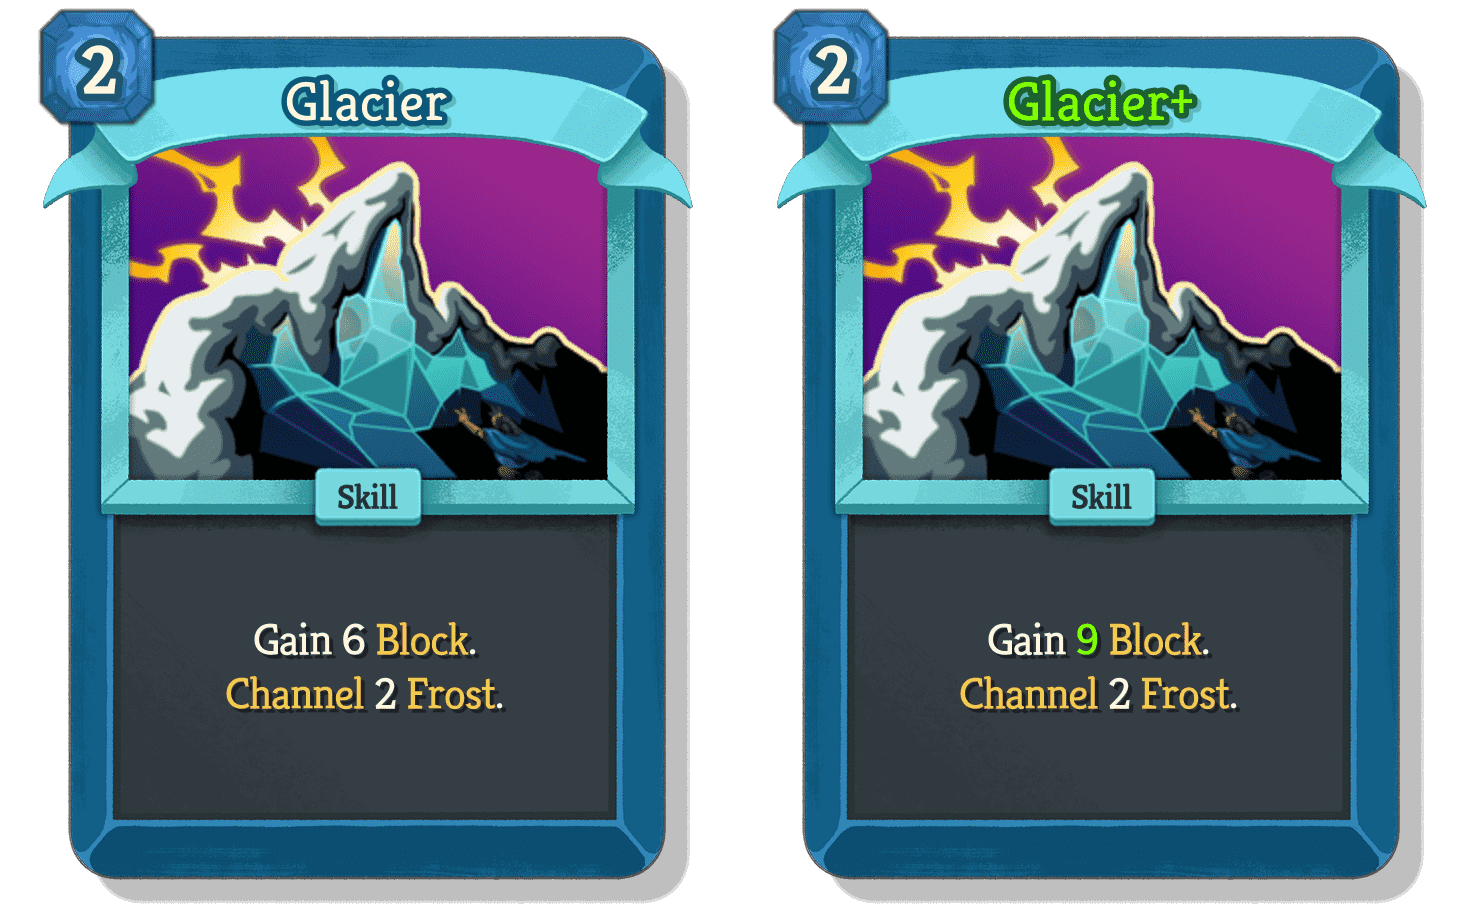 2
Glacier
Skill
Gain 6 Block.
Channel 2 Frost.
2
Glacier+
Skill
Gain 9 Block.
Channel 2 Frost.